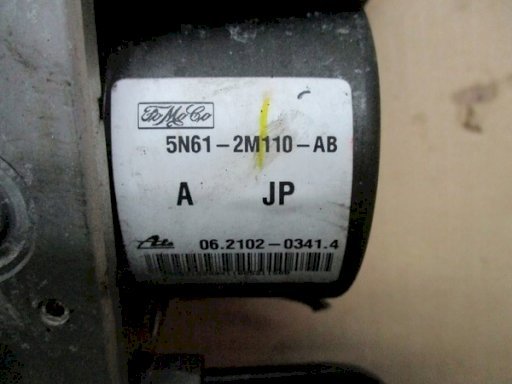 FoMoCo
5N61-2M110-AB
A JP
Ate 06.2102-0341.4